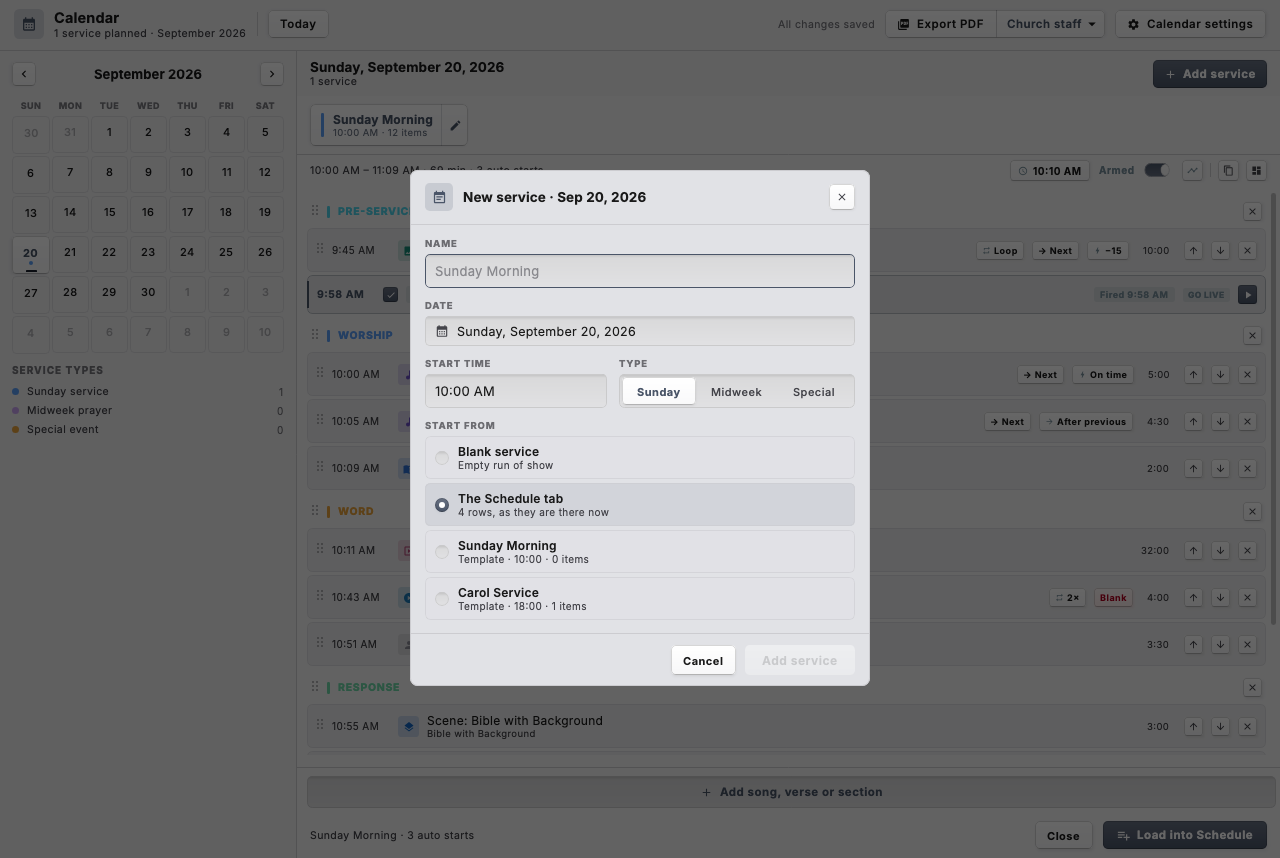 Calendar
1 service planned · September 2026
Today
All changes saved
Export PDF
Church staff
Calendar settings
September 2026
SUN MON TUE WED THU FRI SAT
30 31 1 2 3 4 5
6 7 8 9 10 11 12
13 14 15 16 17 18 19
20 21 22 23 24 25 26
27 28 29 30 1 2 3
4 5 6 7 8 9 10
SERVICE TYPES
Sunday service 1
Midweek prayer 0
Special event 0
Sunday, September 20, 2026
1 service
Add service
Sunday Morning
10:00 AM · 12 items
10:00 AM – 11:09 AM · 69 min · 3 auto starts
10:10 AM
Armed
PRE-SERVIC
9:45 AM Loop Next −15 10:00
9:58 AM Fired 9:58 AM GO LIVE
WORSHIP
10:00 AM Next On time 5:00
10:05 AM Next After previous 4:30
10:09 AM 2:00
WORD
10:11 AM 32:00
10:43 AM 2× Blank 4:00
10:51 AM 3:30
RESPONSE
10:55 AM Scene: Bible with Background 3:00
Bible with Background
Add song, verse or section
Sunday Morning · 3 auto starts
Close
Load into Schedule
New service · Sep 20, 2026
NAME
Sunday Morning
DATE
Sunday, September 20, 2026
START TIME TYPE
10:00 AM Sunday Midweek Special
START FROM
Blank service
Empty run of show
The Schedule tab
4 rows, as they are there now
Sunday Morning
Template · 10:00 · 0 items
Carol Service
Template · 18:00 · 1 items
Cancel
Add service